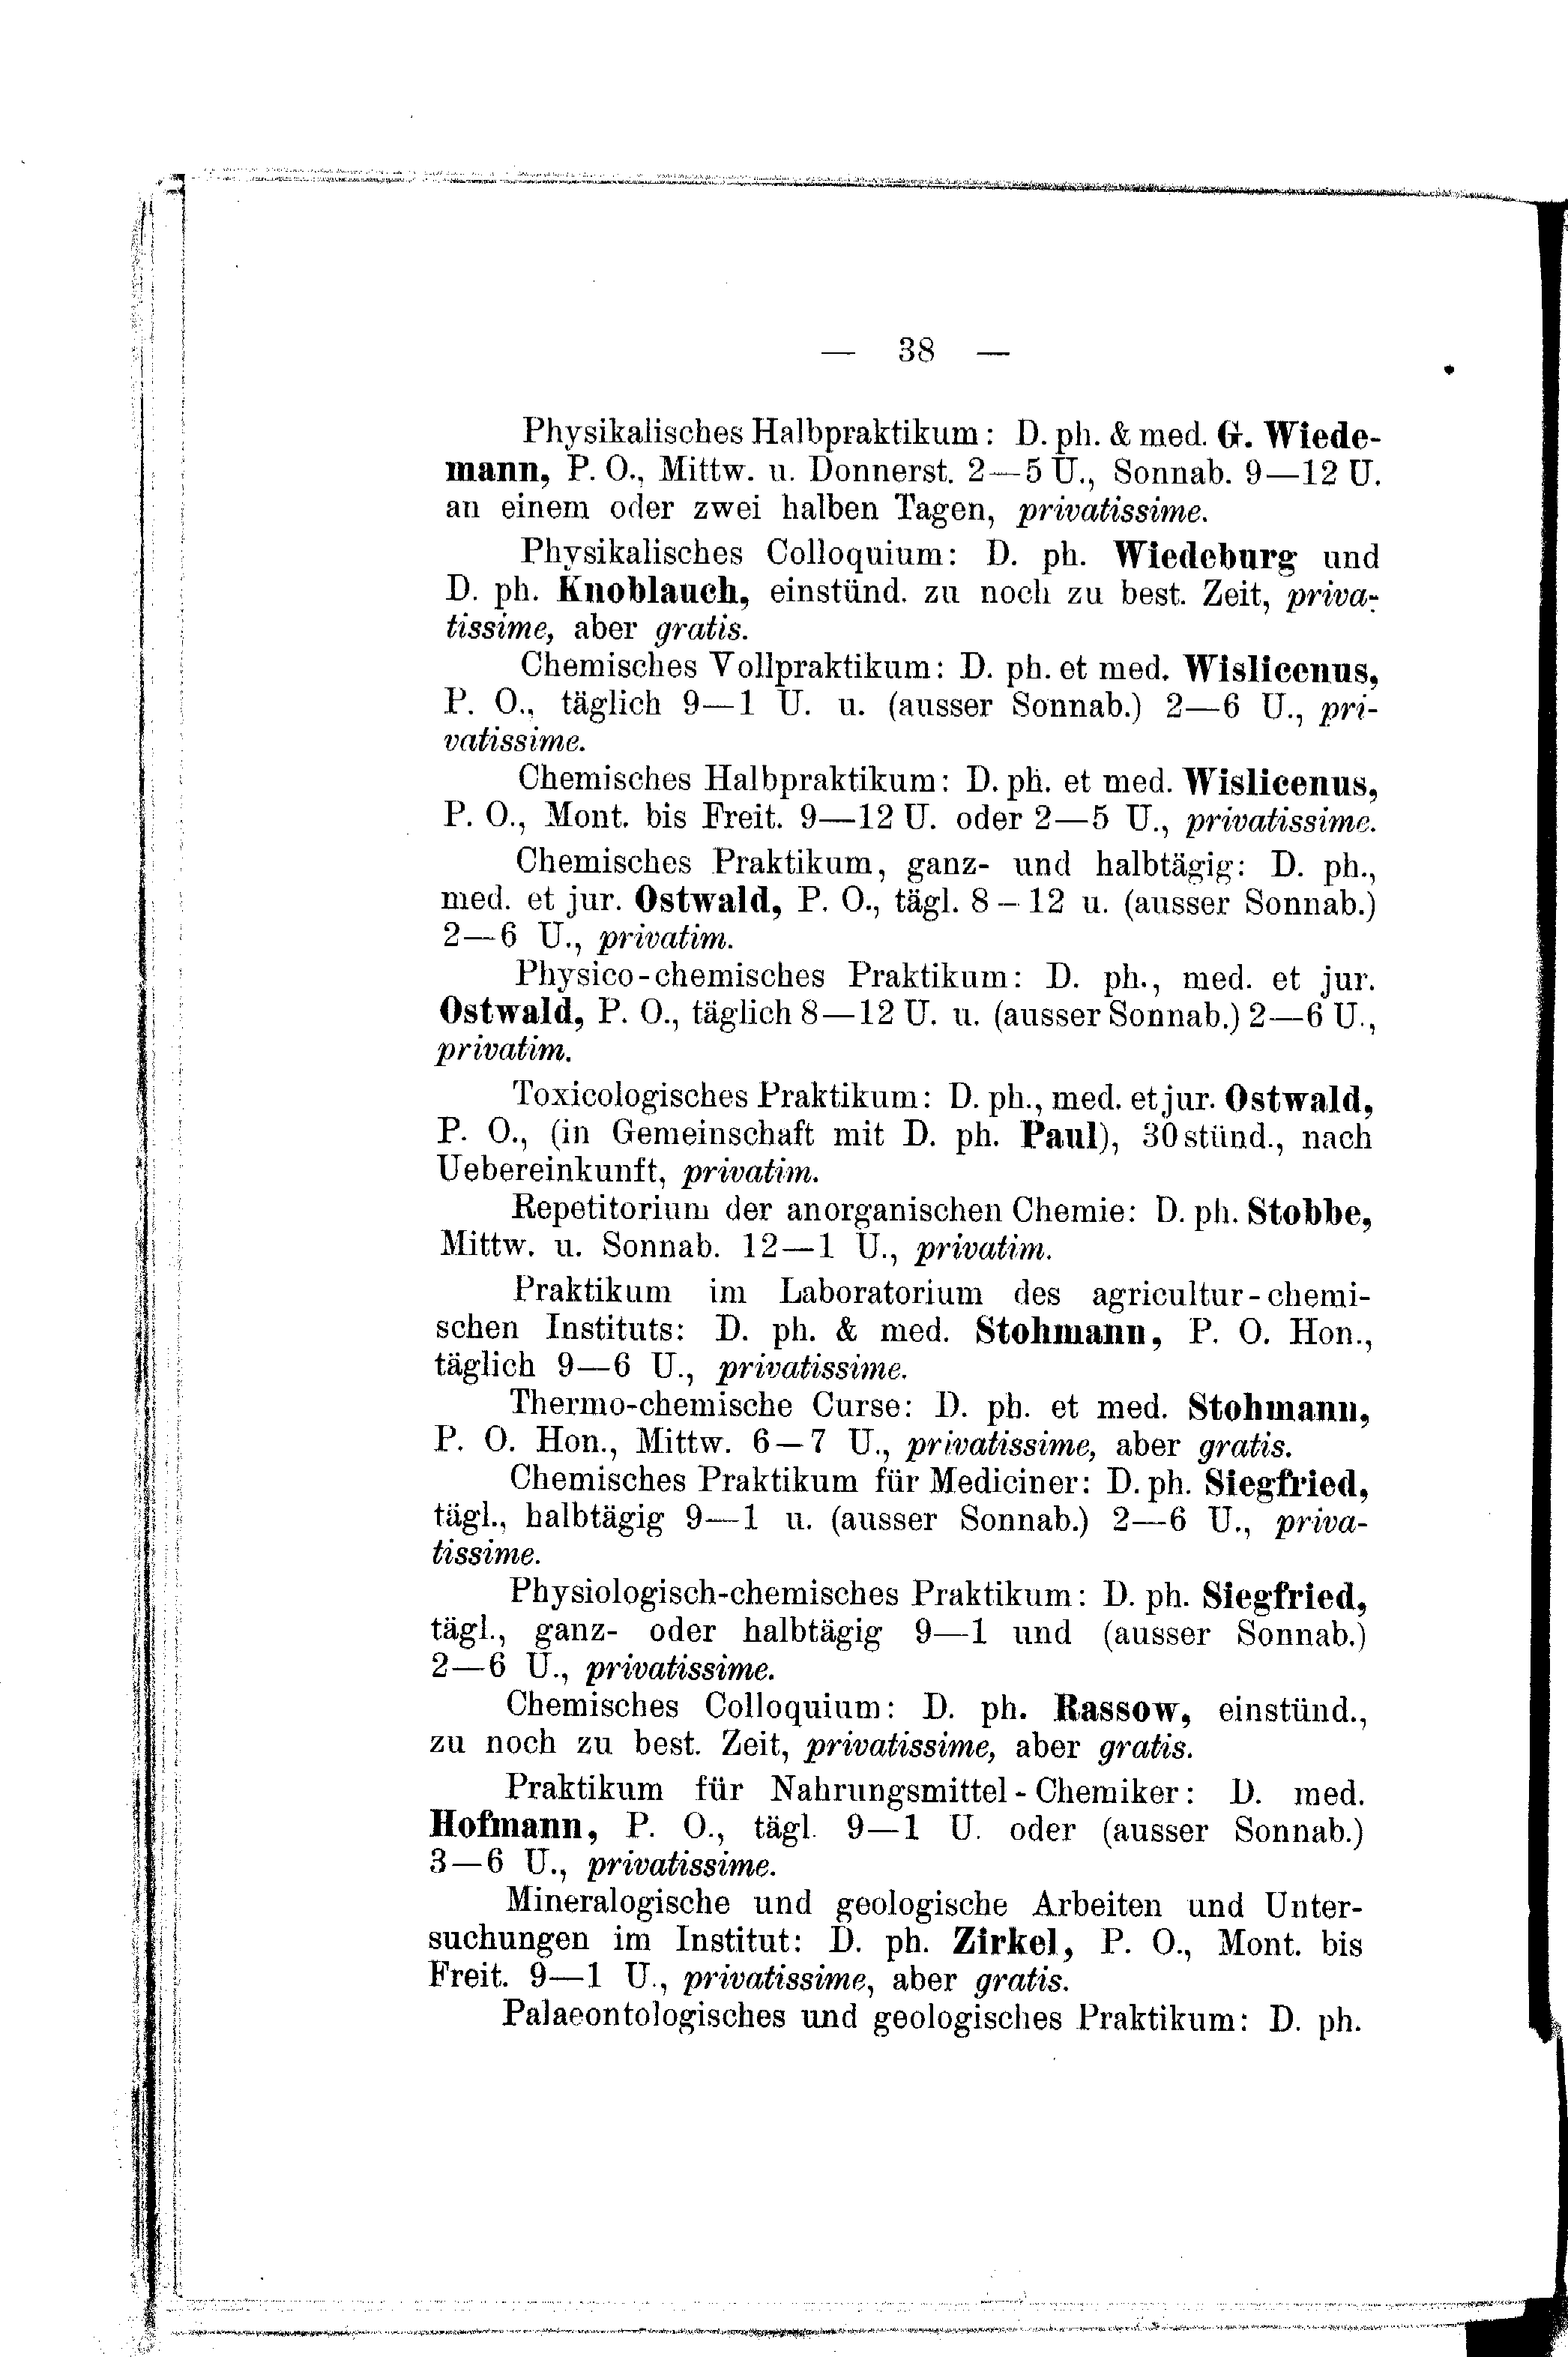 — 38 —
Physikalisches Halbpraktikum: D. ph. & med. G. Wiede-
mann, P. O., Mittw. u. Donnerst. 2—5 U., Sonnab. 9—12 U.
an einem oder zwei halben Tagen, privatissime.
Physikalisches Colloquium: D. ph. Wiedeburg und
D. ph. Knoblauch, einstünd. zu noch zu best. Zeit, priva-
tissime, aber gratis.
Chemisches Vollpraktikum: D. ph. et med. Wislicenus,
P. O., täglich 9—1 U. u. (ausser Sonnab.) 2—6 U., pri-
vatissime.
Chemisches Halbpraktikum: D. ph. et med. Wislicenus,
P. O., Mont. bis Freit. 9—12 U. oder 2—5 U., privatissime.
Chemisches Praktikum, ganz- und halbtägig: D. ph.,
med. et jur. Ostwald, P. O., tägl. 8–12 u. (ausser Sonnab.)
2—6 U., privatim.
Physico-chemisches Praktikum: D. ph., med. et jur.
Ostwald, P. O., täglich 8—12 U. u. (ausser Sonnab.) 2—6 U.,
privatim.
Toxicologisches Praktikum: D. ph., med. et jur. Ostwald,
P. O., (in Gemeinschaft mit D. ph. Paul), 30stünd., nach
Uebereinkunft, privatim.
Repetitorium der anorganischen Chemie: D. ph. Stobbe,
Mittw. u. Sonnab. 12—1 U., privatim.
Praktikum im Laboratorium des agricultur-chemi-
schen Instituts: D. ph. & med. Stohmann, P. O. Hon.,
täglich 9—6 U., privatissime.
Thermo-chemische Curse: D. ph. et med. Stohmann,
P. O. Hon., Mittw. 6—7 U., privatissime, aber gratis.
Chemisches Praktikum für Mediciner: D. ph. Siegfried,
tägl., halbtägig 9—1 u. (ausser Sonnab.) 2—6 U., priva-
tissime.
Physiologisch-chemisches Praktikum: D. ph. Siegfried,
tägl., ganz- oder halbtägig 9—1 und (ausser Sonnab.)
2—6 U., privatissime.
Chemisches Colloquium: D. ph. Rassow, einstünd.,
zu noch zu best. Zeit, privatissime, aber gratis.
Praktikum für Nahrungsmittel-Chemiker: D. med.
Hofmann, P. O., tägl. 9—1 U. oder (ausser Sonnab.)
3—6 U., privatissime.
Mineralogische und geologische Arbeiten und Unter-
suchungen im Institut: D. ph. Zirkel, P. O., Mont. bis
Freit. 9—1 U., privatissime, aber gratis.
Palaeontologisches und geologisches Praktikum: D. ph.